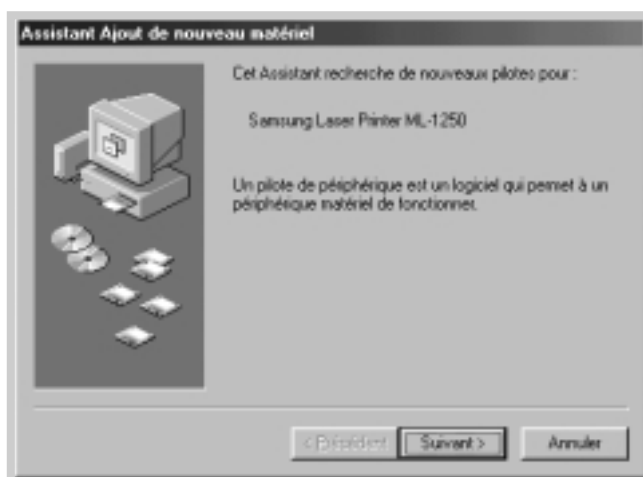 Assistant Ajout de nouveau matériel
Cet Assistant recherche de nouveaux pilotes pour :
Samsung Laser Printer ML-1250
Un pilote de périphérique est un logiciel qui permet à un
périphérique matériel de fonctionner.
< Précédent Suivant > Annuler